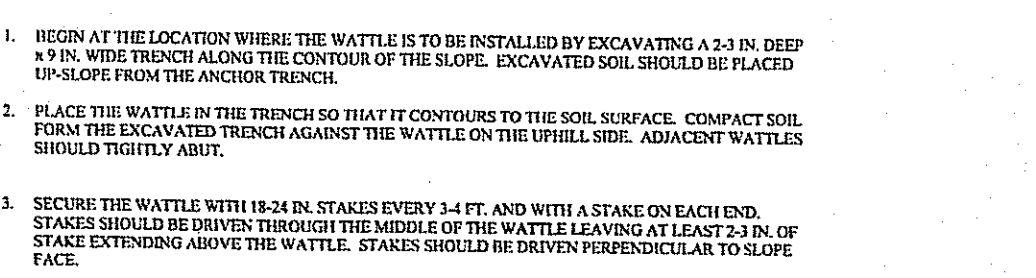 1. BEGIN AT THE LOCATION WHERE THE WATTLE IS TO BE INSTALLED BY EXCAVATING A 2-3 IN. DEEP
x 9 IN. WIDE TRENCH ALONG THE CONTOUR OF THE SLOPE. EXCAVATED SOIL SHOULD BE PLACED
UP-SLOPE FROM THE ANCHOR TRENCH.
2. PLACE THE WATTLE IN THE TRENCH SO THAT IT CONTOURS TO THE SOIL SURFACE. COMPACT SOIL
FORM THE EXCAVATED TRENCH AGAINST THE WATTLE ON THE UPHILL SIDE. ADJACENT WATTLES
SHOULD TIGHTLY ABUT.
3. SECURE THE WATTLE WITH 18-24 IN. STAKES EVERY 3-4 FT. AND WITH A STAKE ON EACH END.
STAKES SHOULD BE DRIVEN THROUGH THE MIDDLE OF THE WATTLE LEAVING AT LEAST 2-3 IN. OF
STAKE EXTENDING ABOVE THE WATTLE. STAKES SHOULD BE DRIVEN PERPENDICULAR TO SLOPE
FACE.